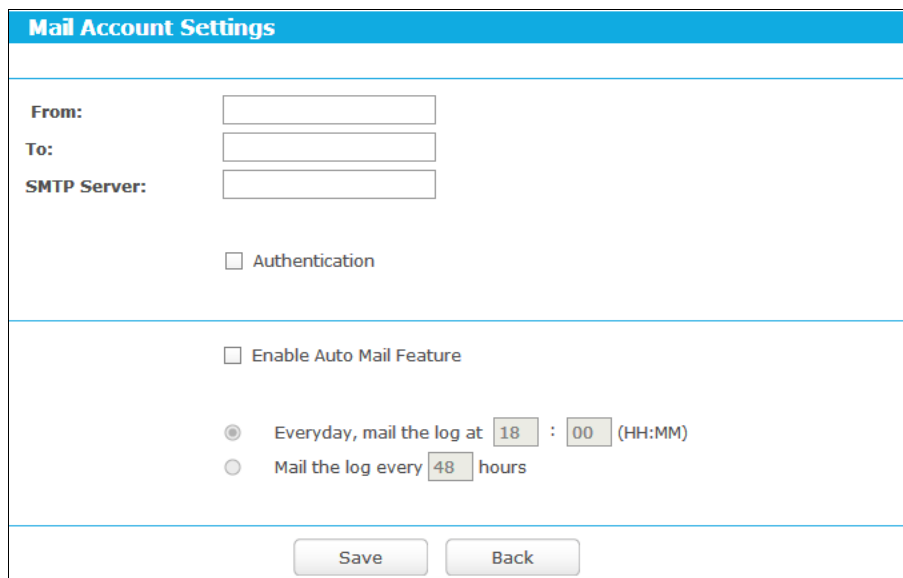 Mail Account Settings
From:
To:
SMTP Server:
Authentication
Enable Auto Mail Feature
Everyday, mail the log at 18 : 00 (HH:MM)
Mail the log every 48 hours
Save Back